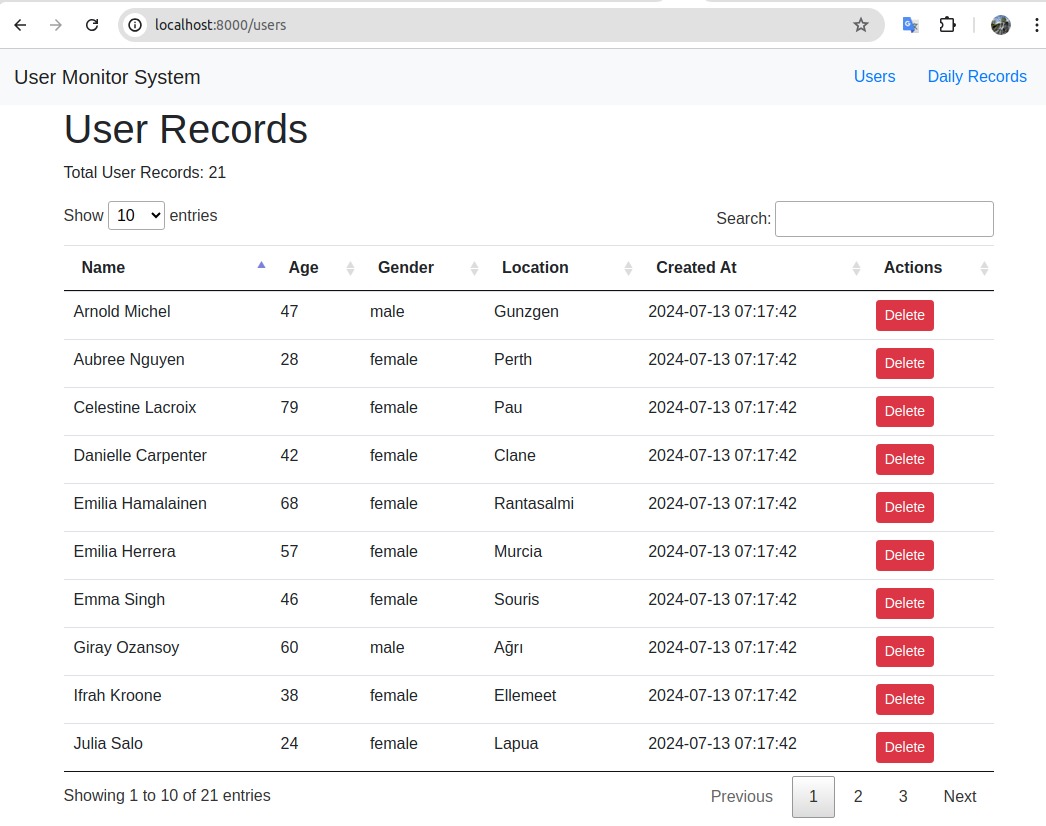 localhost:8000/users
User Monitor System Users Daily Records
User Records
Total User Records: 21
Show 10 entries Search:
Name Age Gender Location Created At Actions
Arnold Michel 47 male Gunzgen 2024-07-13 07:17:42 Delete
Aubree Nguyen 28 female Perth 2024-07-13 07:17:42 Delete
Celestine Lacroix 79 female Pau 2024-07-13 07:17:42 Delete
Danielle Carpenter 42 female Clane 2024-07-13 07:17:42 Delete
Emilia Hamalainen 68 female Rantasalmi 2024-07-13 07:17:42 Delete
Emilia Herrera 57 female Murcia 2024-07-13 07:17:42 Delete
Emma Singh 46 female Souris 2024-07-13 07:17:42 Delete
Giray Ozansoy 60 male Ağrı 2024-07-13 07:17:42 Delete
Ifrah Kroone 38 female Ellemeet 2024-07-13 07:17:42 Delete
Julia Salo 24 female Lapua 2024-07-13 07:17:42 Delete
Showing 1 to 10 of 21 entries Previous 1 2 3 Next